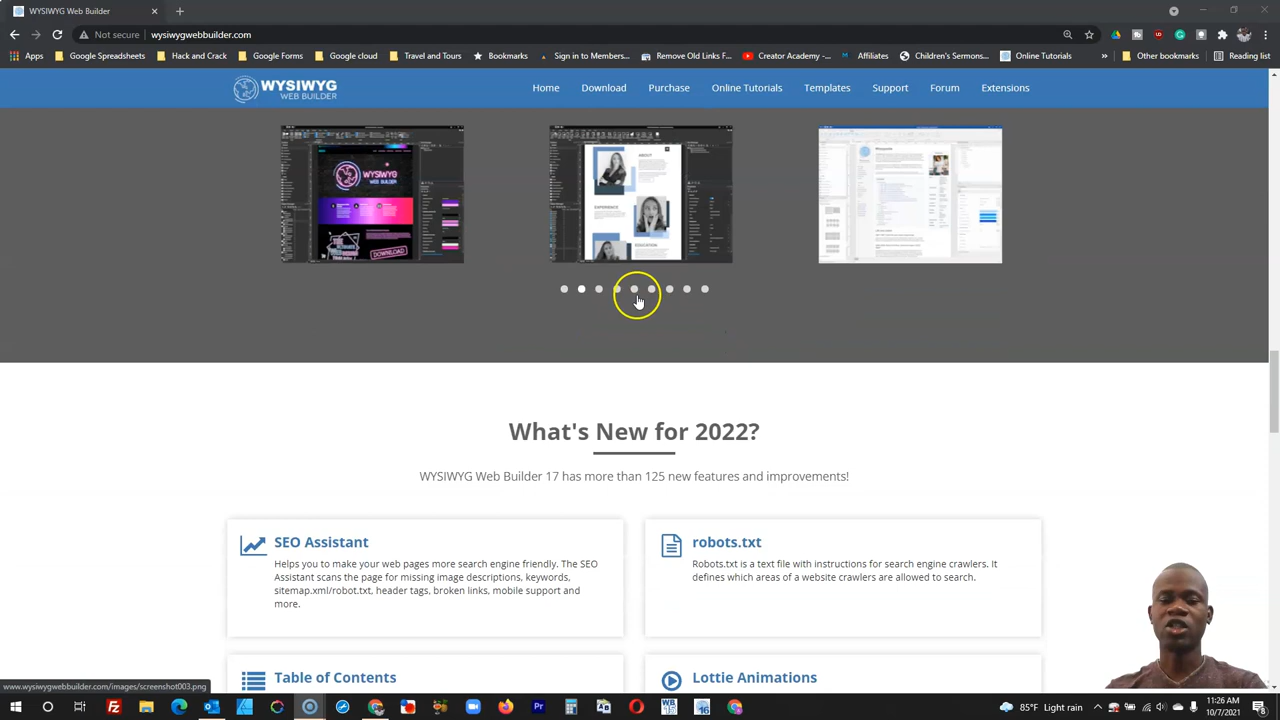 WYSIWYG Web Builder
Not secure
wysiwygwebbuilder.com
Apps
Google Spreadsheets
Hack and Crack
Google Forms
Google cloud
Travel and Tours
Bookmarks
Sign in to Members...
Remove Old Links F...
Creator Academy -...
Affiliates
Children's Sermons...
Online Tutorials
Other bookmarks
Reading list
WYSIWYG
WEB BUILDER
Home
Download
Purchase
Online Tutorials
Templates
Support
Forum
Extensions
WYSIWYG
DOWNLOAD
ABOUT
EXPERIENCE
EDUCATION
What's New for 2022?
WYSIWYG Web Builder 17 has more than 125 new features and improvements!
SEO Assistant
Helps you to make your web pages more search engine friendly. The SEO
Assistant scans the page for missing image descriptions, keywords,
sitemap.xml/robot.txt, header tags, broken links, mobile support and
more.
robots.txt
Robots.txt is a text file with instructions for search engine crawlers. It
defines which areas of a website crawlers are allowed to search.
Table of Contents
Lottie Animations
www.wysiwygwebbuilder.com/images/screenshot003.png
85°F Light rain
11:26 AM
10/7/2021